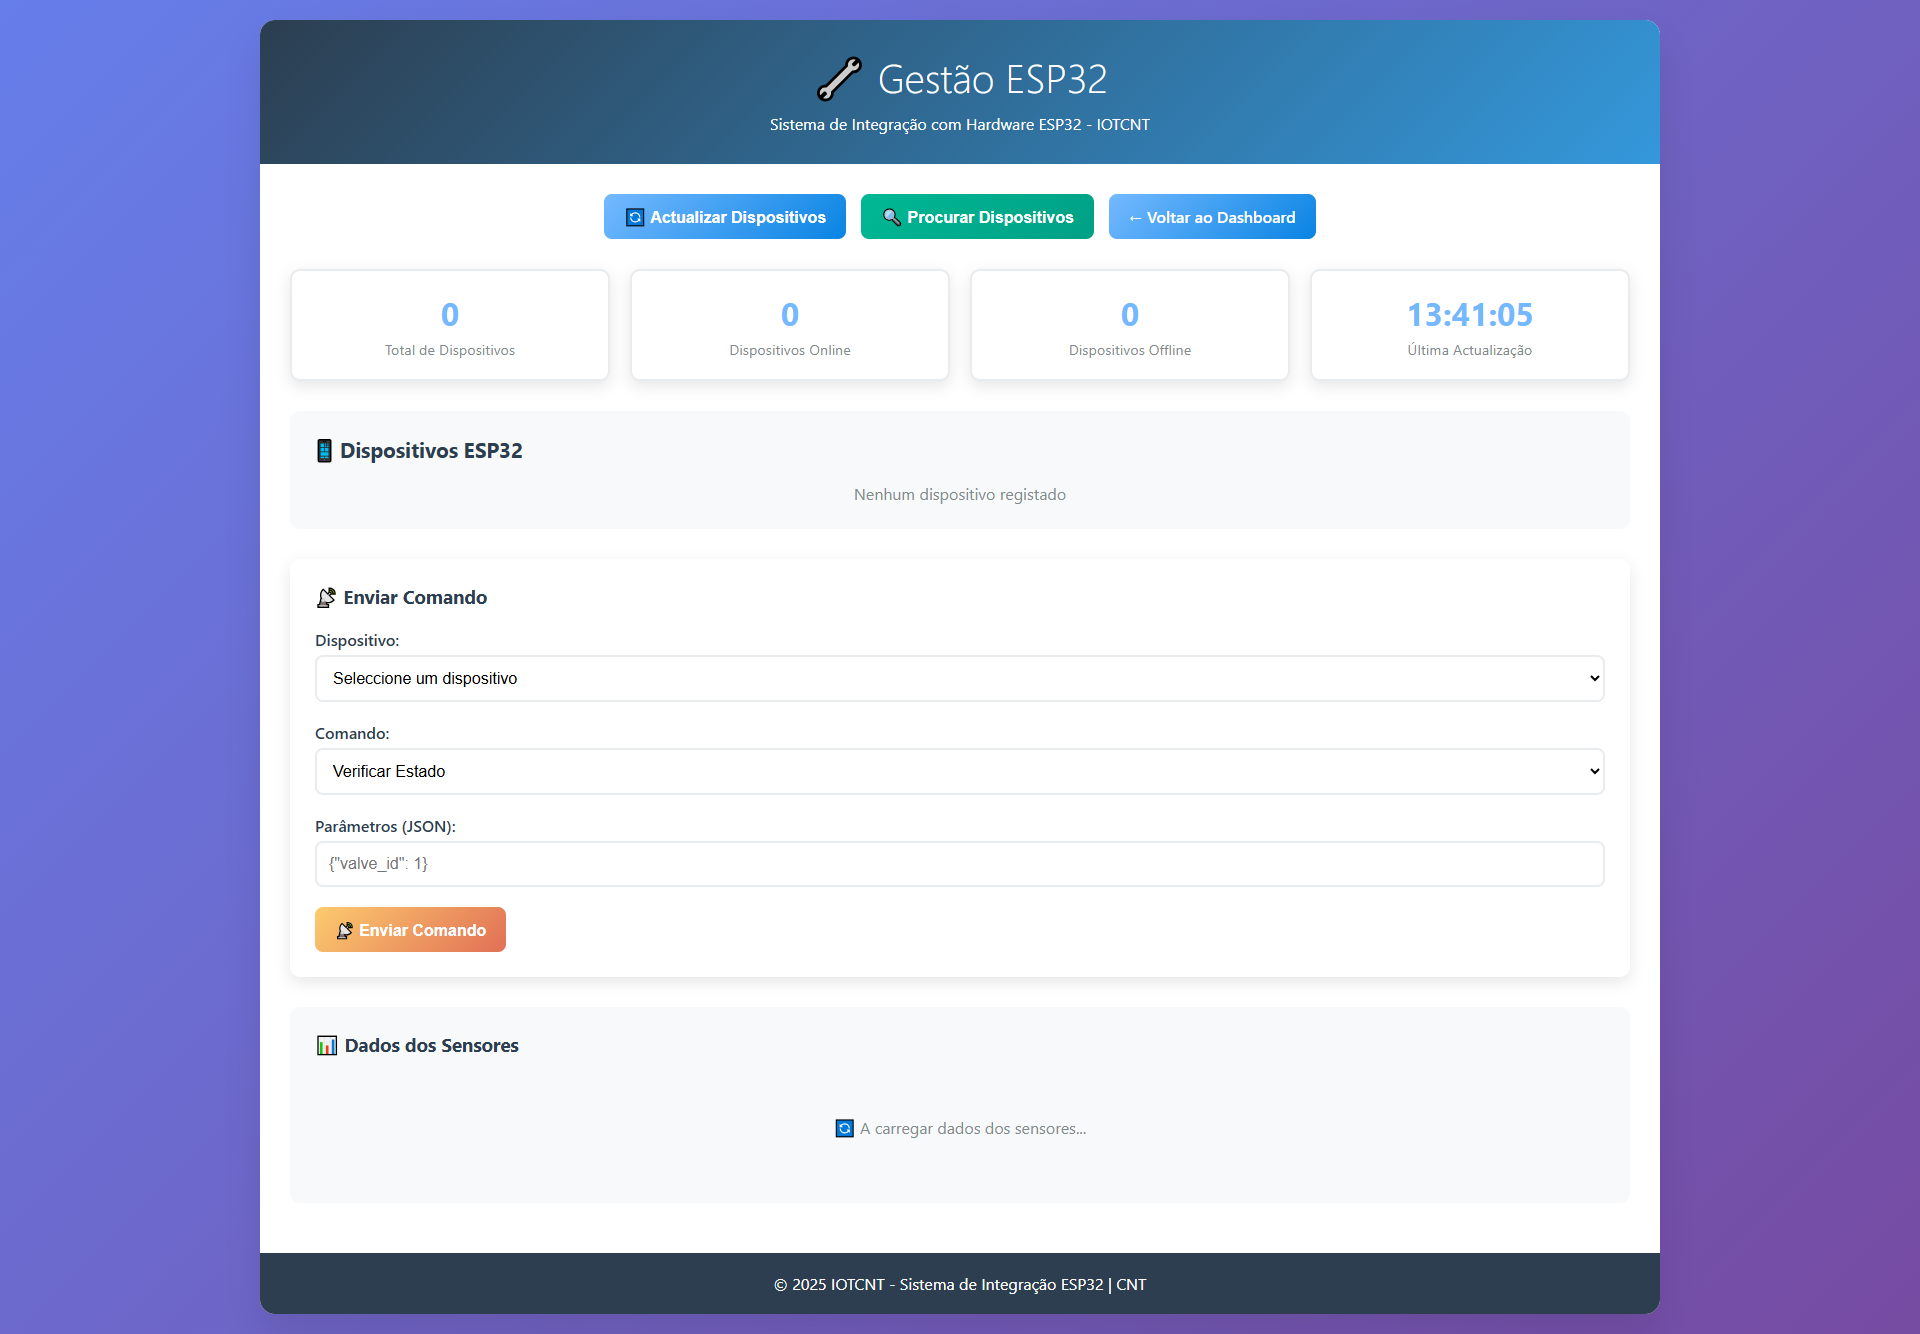 Gestão ESP32
Sistema de Integração com Hardware ESP32 - IOTCNT
Actualizar Dispositivos
Procurar Dispositivos
← Voltar ao Dashboard
0
Total de Dispositivos
0
Dispositivos Online
0
Dispositivos Offline
13:41:05
Última Actualização
Dispositivos ESP32
Nenhum dispositivo registado
Enviar Comando
Dispositivo:
Seleccione um dispositivo
Comando:
Verificar Estado
Parâmetros (JSON):
{"valve_id": 1}
Enviar Comando
Dados dos Sensores
A carregar dados dos sensores...
© 2025 IOTCNT - Sistema de Integração ESP32 | CNT